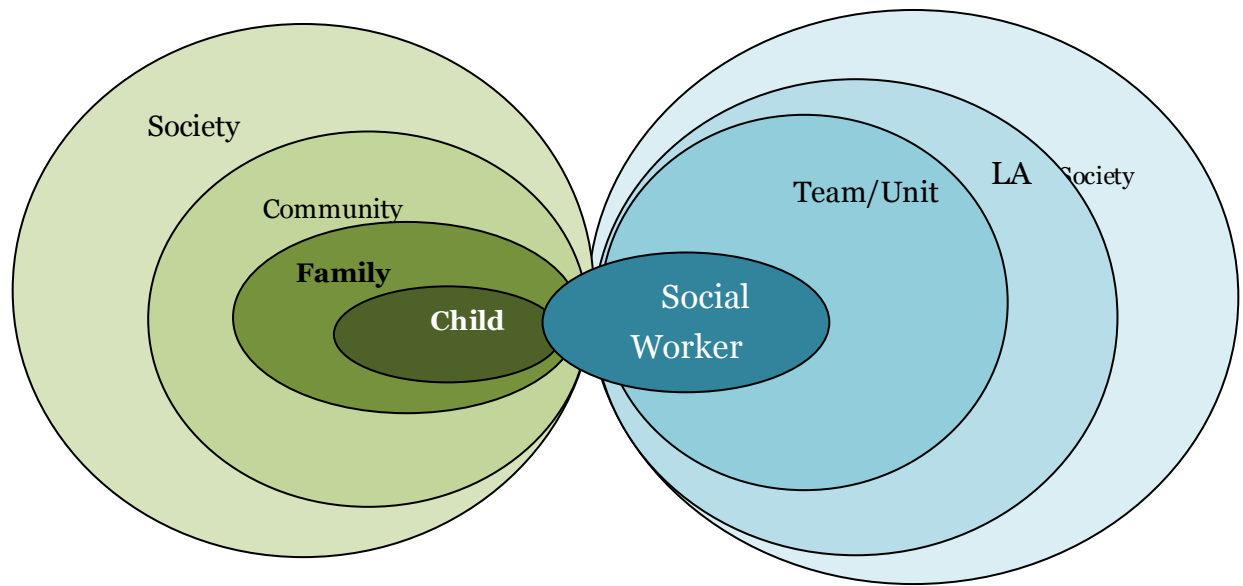 Society
Community
Family
Child
Social
Worker
Team/Unit
LA
Society